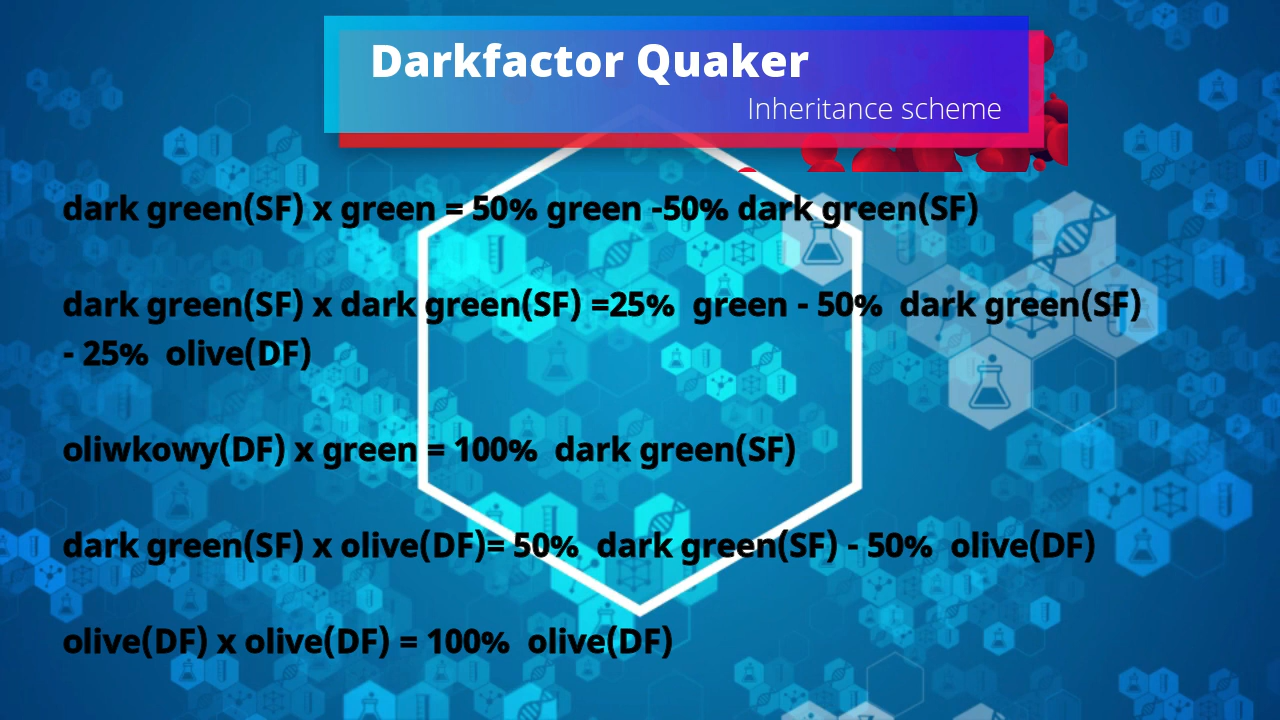 Darkfactor Quaker
Inheritance scheme
dark green(SF) x green = 50% green -50% dark green(SF)
dark green(SF) x dark green(SF) =25% green - 50% dark green(SF)
- 25% olive(DF)
oliwkowy(DF) x green = 100% dark green(SF)
dark green(SF) x olive(DF)= 50% dark green(SF) - 50% olive(DF)
olive(DF) x olive(DF) = 100% olive(DF)